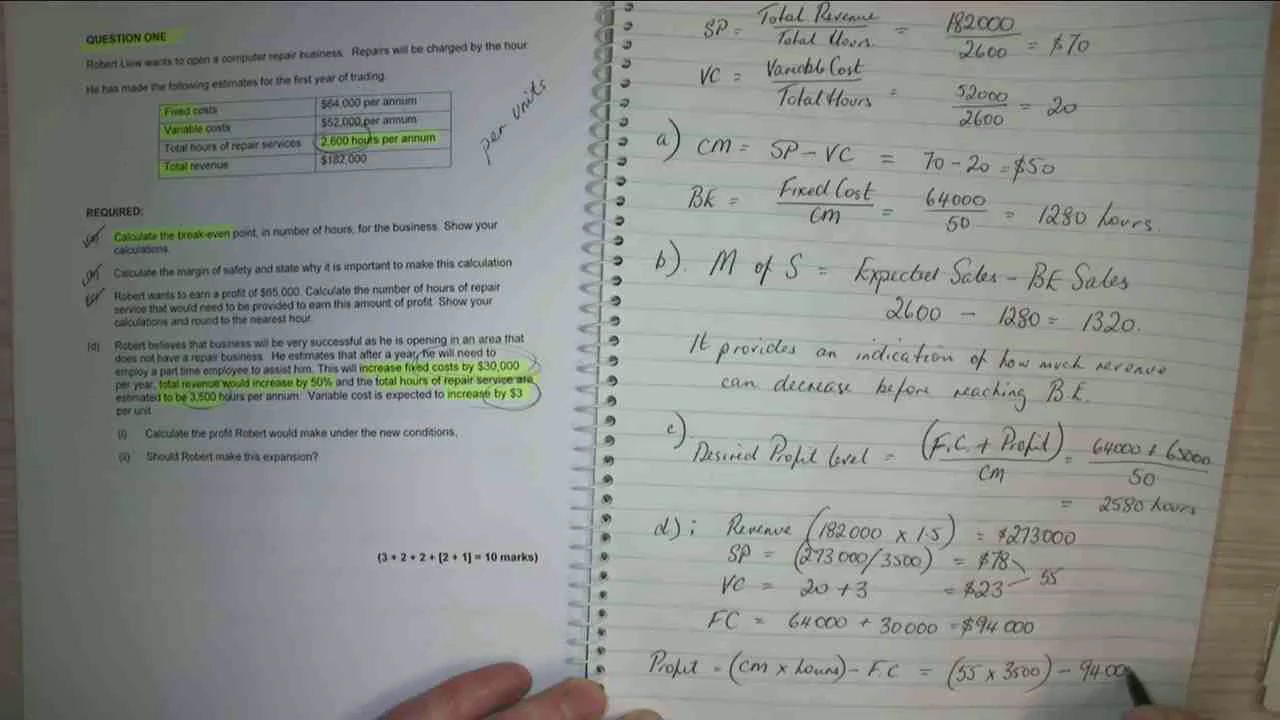 QUESTION ONE
Robert Liew wants to open a computer repair business. Repairs will be charged by the hour
He has made the following estimates for the first year of trading.
Fixed costs $64,000 per annum
Variable costs $52,000 per annum
Total hours of repair services 2,600 hours per annum
Total revenue $182,000
per units
REQUIRED:
Calculate the break-even point, in number of hours, for the business. Show your
calculations.
Calculate the margin of safety and state why it is important to make this calculation
Robert wants to earn a profit of $65,000. Calculate the number of hours of repair
service that would need to be provided to earn this amount of profit. Show your
calculations and round to the nearest hour.
(d) Robert believes that business will be very successful as he is opening in an area that
does not have a repair business. He estimates that after a year, he will need to
employ a part time employee to assist him. This will increase fixed costs by $30,000
per year, total revenue would increase by 50% and the total hours of repair service are
estimated to be 3,500 hours per annum. Variable cost is expected to increase by $3
per unit
(i) Calculate the profit Robert would make under the new conditions,
(ii) Should Robert make this expansion?
(3 + 2 + 2 + [2 + 1] = 10 marks)
SP = Total Revenue / Total Hours = 182000 / 2600 = $70
VC = Variable Cost / Total Hours = 52000 / 2600 = 20
a) CM = SP - VC = 70 - 20 = $50
BE = Fixed Cost / CM = 64000 / 50 = 1280 hours.
b). M of S = Expected Sales - BE Sales
2600 - 1280 = 1320.
It provides an indication of how much revenue
can decrease before reaching B.E.
c) Desired Profit Level = (F.C + Profit) / CM = 64000 + 65000 / 50
= 2580 hours
d) i Revenue (182000 x 1.5) = $273000
SP = (273000/3500) = $78
VC = 20 + 3 = $23
55
FC = 64000 + 30000 = $94000
Profit = (CM x hours) - F.C = (55 x 3500) - 9400